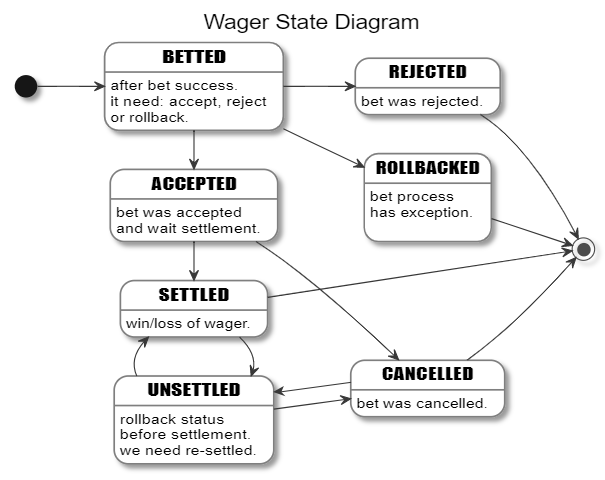 Wager State Diagram
BETTED
after bet success.
it need: accept, reject
or rollback.
REJECTED
bet was rejected.
ROLLBACKED
bet process
has exception.
ACCEPTED
bet was accepted
and wait settlement.
SETTLED
win/loss of wager.
CANCELLED
bet was cancelled.
UNSETTLED
rollback status
before settlement.
we need re-settled.